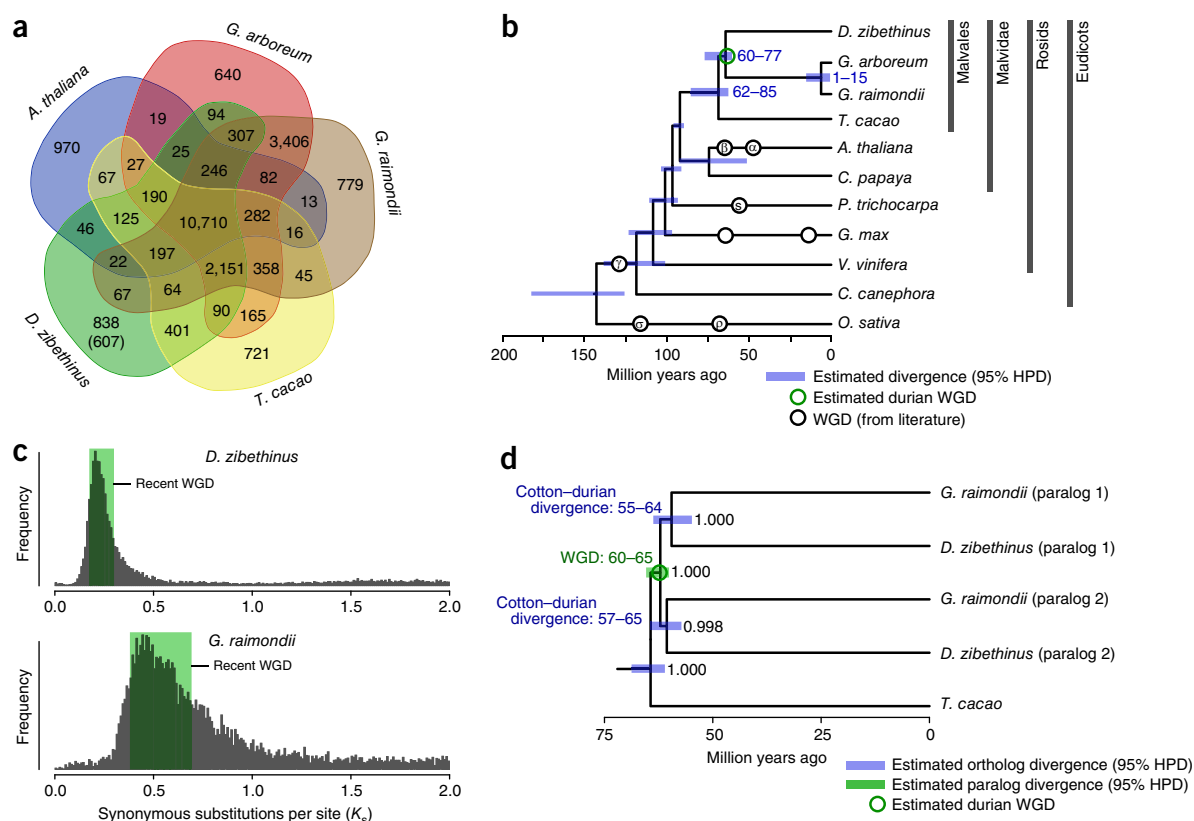 a
G. arboreum
A. thaliana
G. raimondii
D. zibethinus
T. cacao
640
970
19
94
307
3,406
779
67
27
25
246
82
13
190
10,710
282
16
46
125
197
22
2,151
358
45
67
64
90
165
838
(607)
401
721
b
D. zibethinus
60–77
G. arboreum
1–15
62–85
G. raimondii
T. cacao
A. thaliana
β
α
C. papaya
P. trichocarpa
s
G. max
V. vinifera
γ
C. canephora
O. sativa
σ
ρ
Malvales
Malvidae
Rosids
Eudicots
200
150
100
50
0
Million years ago
Estimated divergence (95% HPD)
Estimated durian WGD
WGD (from literature)
c
D. zibethinus
Recent WGD
Frequency
0.0
0.5
1.0
1.5
2.0
G. raimondii
Recent WGD
Frequency
0.0
0.5
1.0
1.5
2.0
Synonymous substitutions per site (Ks)
d
Cotton–durian
divergence: 55–64
G. raimondii (paralog 1)
1.000
D. zibethinus (paralog 1)
WGD: 60–65
1.000
Cotton–durian
divergence: 57–65
G. raimondii (paralog 2)
0.998
D. zibethinus (paralog 2)
1.000
T. cacao
75
50
25
0
Million years ago
Estimated ortholog divergence (95% HPD)
Estimated paralog divergence (95% HPD)
Estimated durian WGD